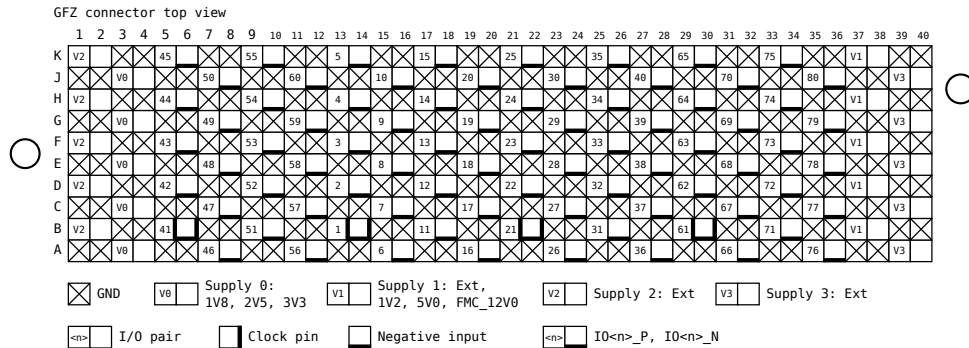 GFZ connector top view
1 2 3 4 5 6 7 8 9 10 11 12 13 14 15 16 17 18 19 20 21 22 23 24 25 26 27 28 29 30 31 32 33 34 35 36 37 38 39 40
K V2 45 55 5 15 25 35 65 75 V1
J V0 50 60 10 20 30 40 70 80 V3
H V2 44 54 4 14 24 34 64 74 V1
G V0 49 59 9 19 29 39 69 79 V3
F V2 43 53 3 13 23 33 63 73 V1
E V0 48 58 8 18 28 38 68 78 V3
D V2 42 52 2 12 22 32 62 72 V1
C V0 47 57 7 17 27 37 67 77 V3
B V2 41 51 1 11 21 31 61 71 V1
A V0 46 56 6 16 26 36 66 76 V3
GND V0 Supply 0: 1V8, 2V5, 3V3 V1 Supply 1: Ext, 1V2, 5V0, FMC_12V0 V2 Supply 2: Ext V3 Supply 3: Ext
<n> I/O pair Clock pin Negative input <n> IO<n>_P, IO<n>_N